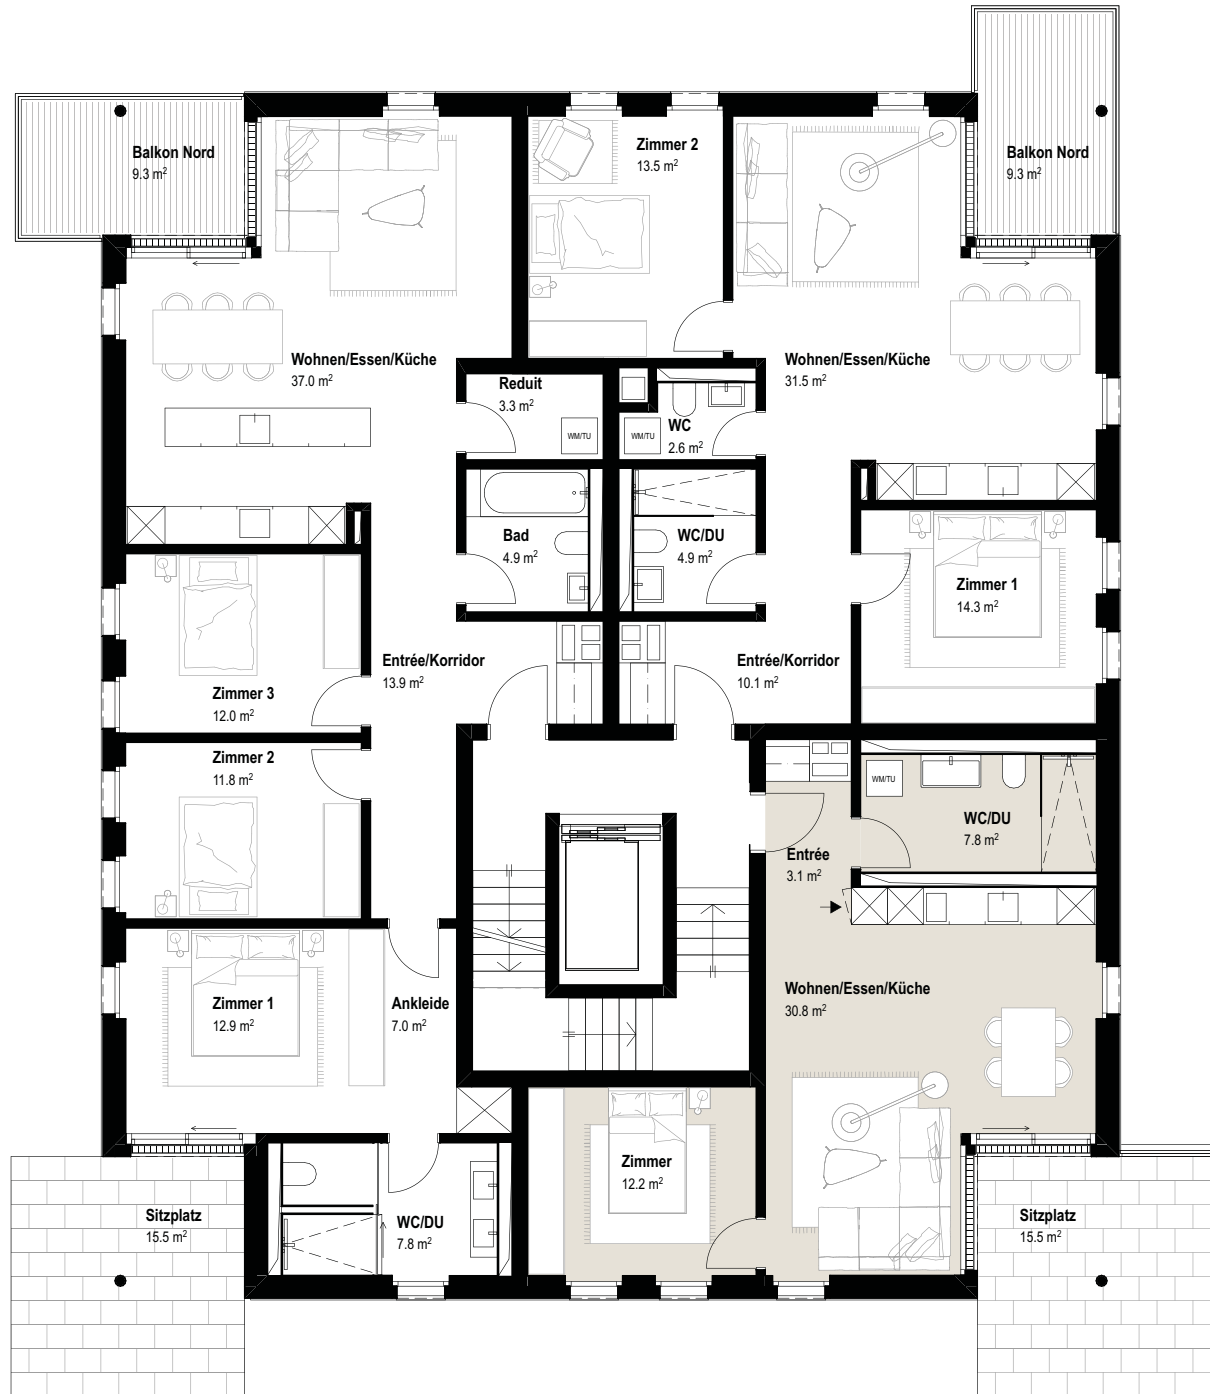 Balkon Nord
9.3 m²
Zimmer 2
13.5 m²
Balkon Nord
9.3 m²
Wohnen/Essen/Küche
37.0 m²
Wohnen/Essen/Küche
31.5 m²
Reduit
3.3 m²
WM/TU
WM/TU
WC
2.6 m²
Bad
4.9 m²
WC/DU
4.9 m²
Zimmer 1
14.3 m²
Entrée/Korridor
13.9 m²
Entrée/Korridor
10.1 m²
Zimmer 3
12.0 m²
Zimmer 2
11.8 m²
WM/TU
WC/DU
7.8 m²
Entrée
3.1 m²
Zimmer 1
12.9 m²
Ankleide
7.0 m²
Wohnen/Essen/Küche
30.8 m²
Zimmer
12.2 m²
Sitzplatz
15.5 m²
WC/DU
7.8 m²
Sitzplatz
15.5 m²